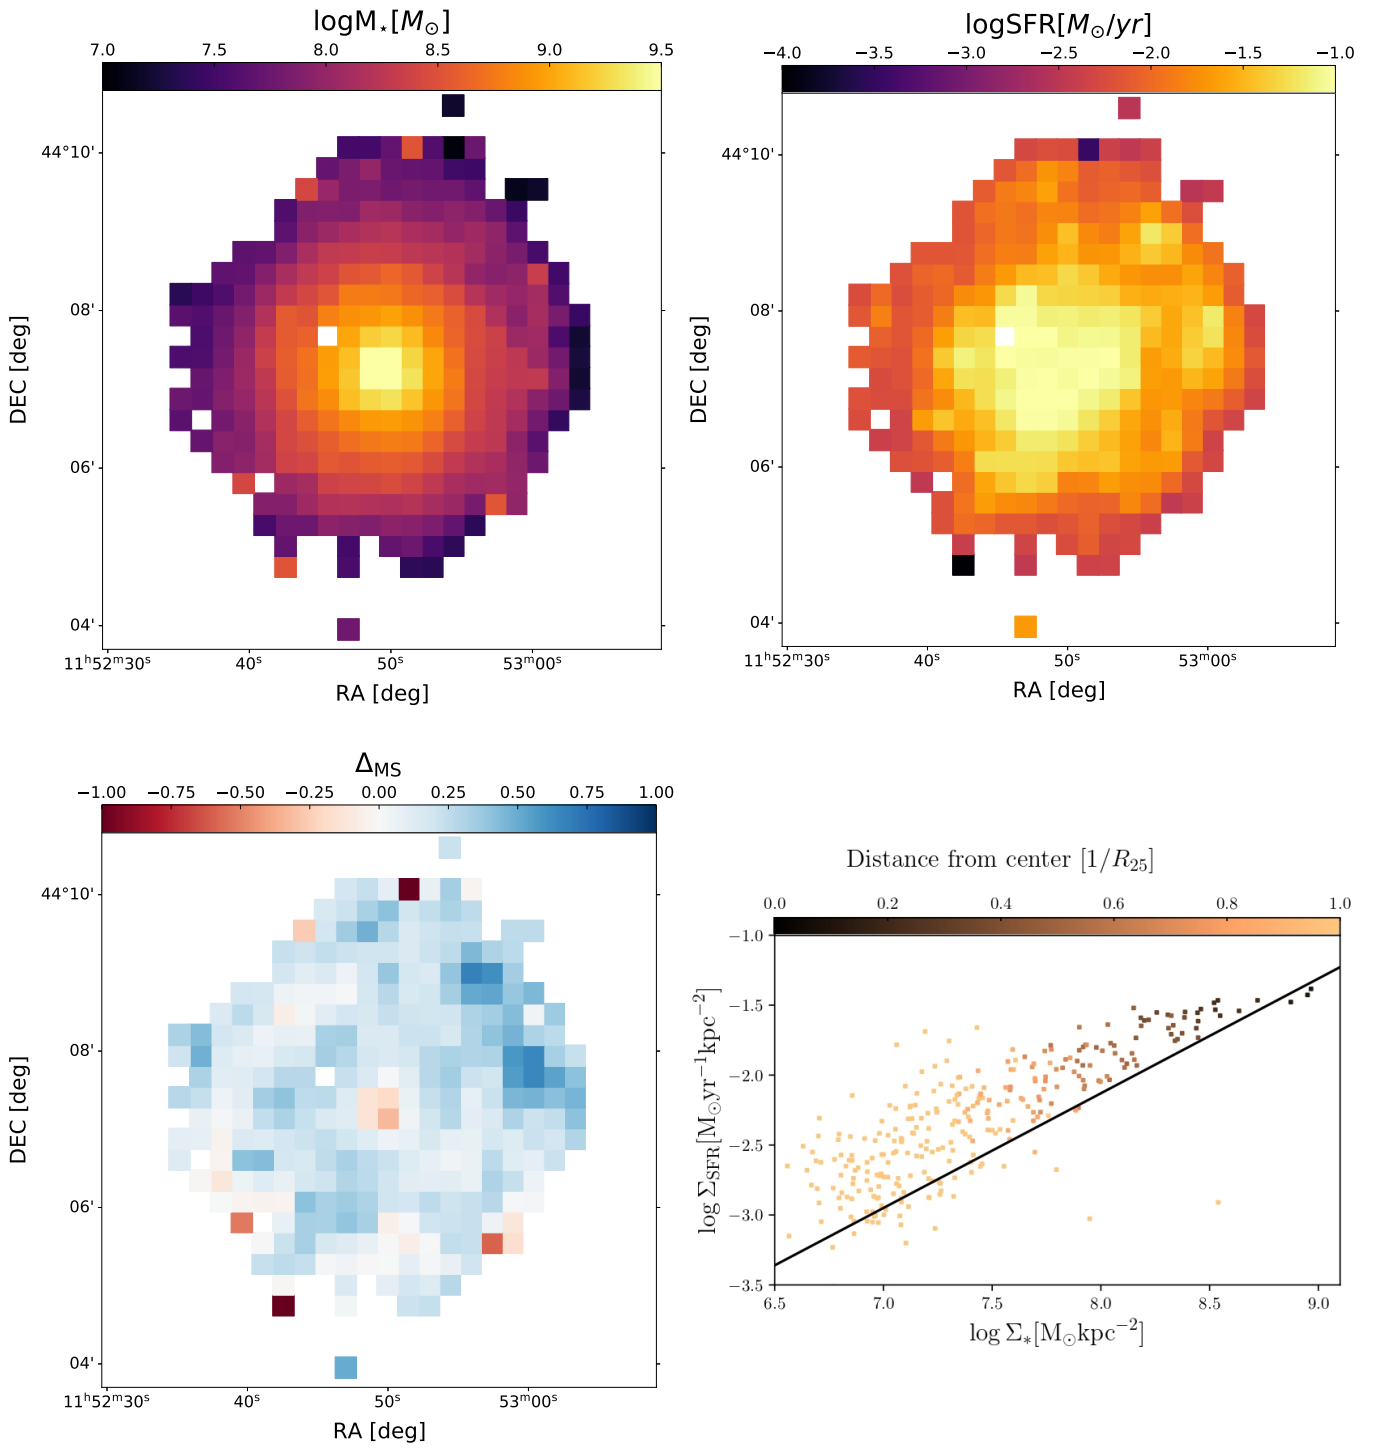 logM⋆[M⊙]
7.0 7.5 8.0 8.5 9.0 9.5
44°10'
08'
06'
04'
DEC [deg]
11ʰ52ᵐ30ˢ 40ˢ 50ˢ 53ᵐ00ˢ
RA [deg]
logSFR[M⊙/yr]
−4.0 −3.5 −3.0 −2.5 −2.0 −1.5 −1.0
44°10'
08'
06'
04'
DEC [deg]
11ʰ52ᵐ30ˢ 40ˢ 50ˢ 53ᵐ00ˢ
RA [deg]
Δ_MS
−1.00 −0.75 −0.50 −0.25 0.00 0.25 0.50 0.75 1.00
44°10'
08'
06'
04'
DEC [deg]
11ʰ52ᵐ30ˢ 40ˢ 50ˢ 53ᵐ00ˢ
RA [deg]
Distance from center [1/R₂₅]
0.0 0.2 0.4 0.6 0.8 1.0
−1.0
−1.5
−2.0
−2.5
−3.0
−3.5
log Σ_SFR[M⊙yr⁻¹kpc⁻²]
6.5 7.0 7.5 8.0 8.5 9.0
log Σ∗[M⊙kpc⁻²]